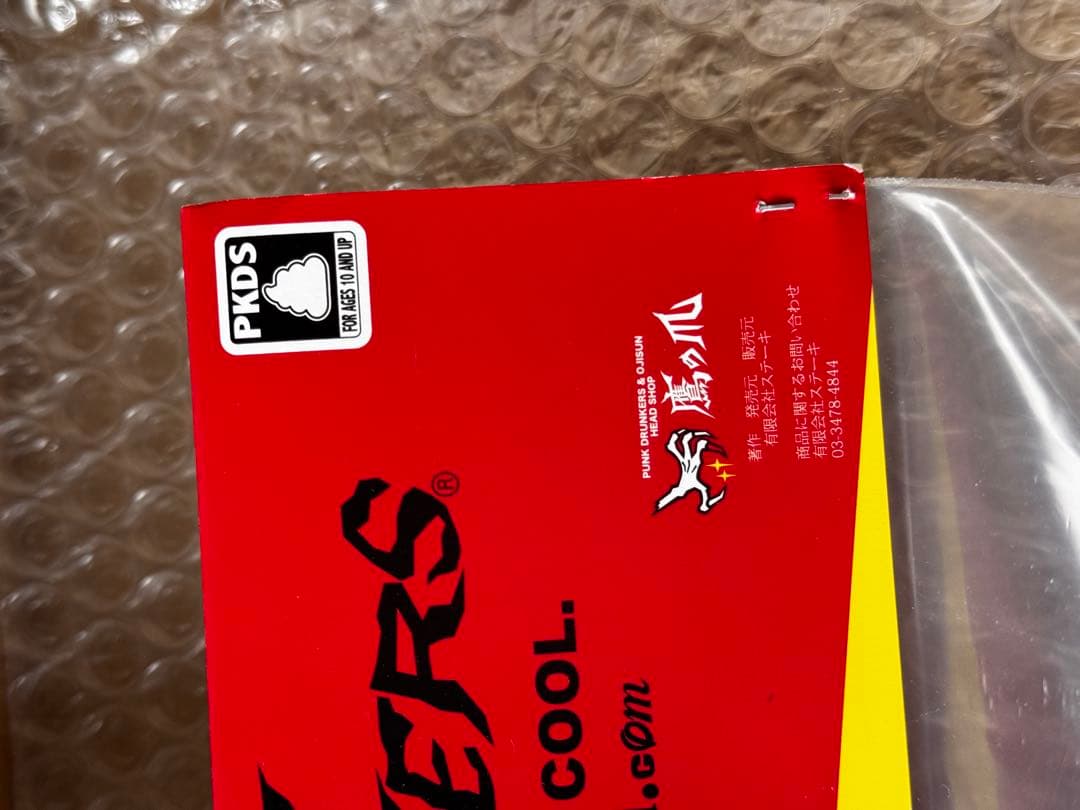 PKDS
FOR AGES 10 AND UP
ERS®
COOL.
.com
PUNK DRUNKERS & OJISUN
HEAD SHOP
鷹の爪
著作 発売元 販売元
有限会社ステーキ
商品に関するお問い合わせ
有限会社ステーキ
03-3478-4844